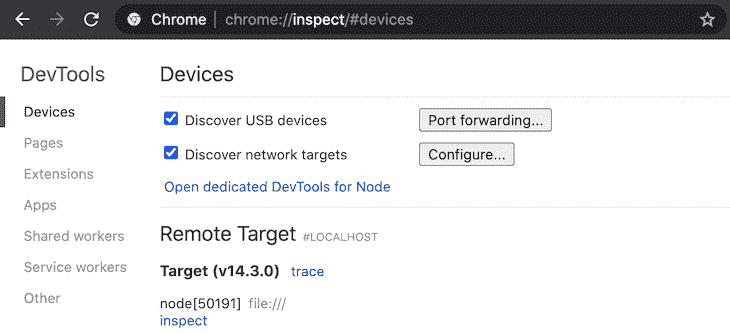 Chrome | chrome://inspect/#devices
DevTools
Devices
Pages
Extensions
Apps
Shared workers
Service workers
Other
Devices
Discover USB devices Port forwarding...
Discover network targets Configure...
Open dedicated DevTools for Node
Remote Target #LOCALHOST
Target (v14.3.0) trace
node[50191] file:///
inspect